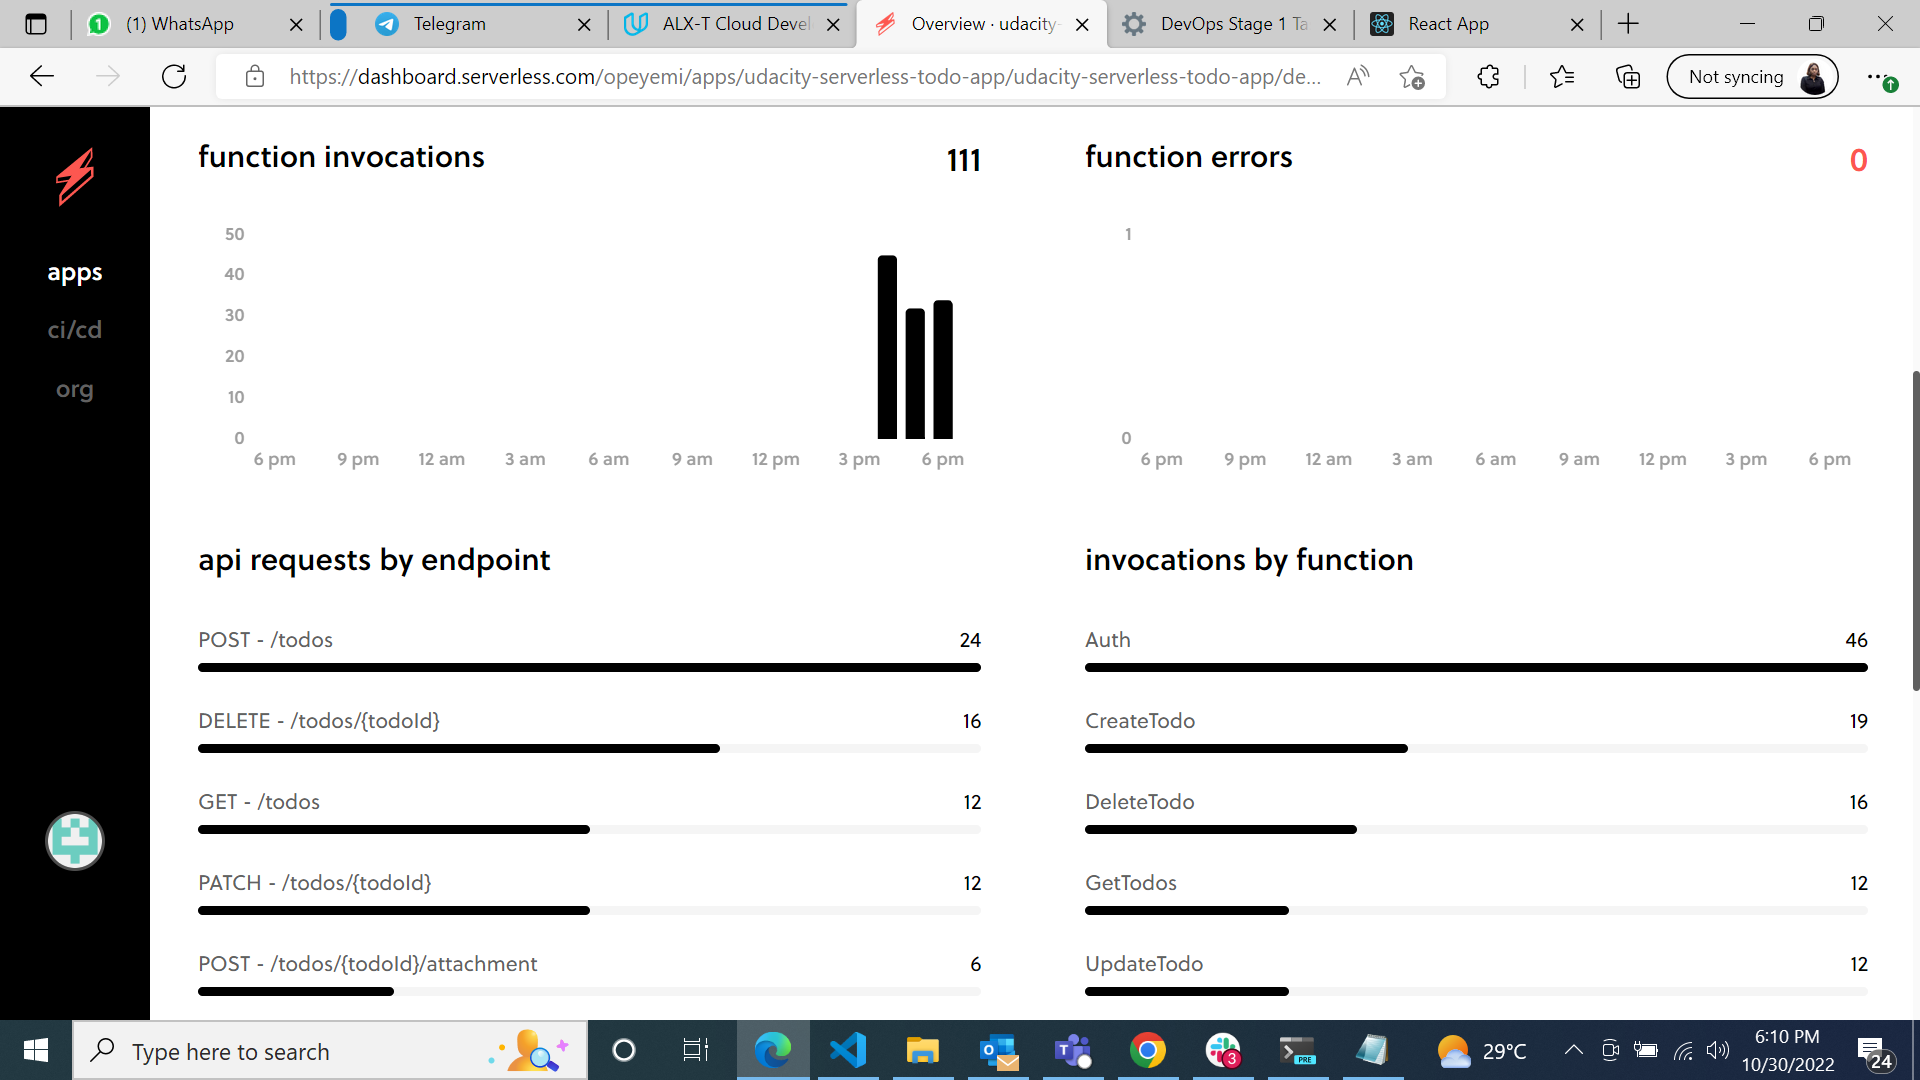 (1) WhatsApp
Telegram
ALX-T Cloud Devel
Overview · udacity-
DevOps Stage 1 Ta
React App
https://dashboard.serverless.com/opeyemi/apps/udacity-serverless-todo-app/udacity-serverless-todo-app/de...
Not syncing
apps
ci/cd
org
function invocations 111
50
40
30
20
10
0
6 pm 9 pm 12 am 3 am 6 am 9 am 12 pm 3 pm 6 pm
function errors 0
1
0
6 pm 9 pm 12 am 3 am 6 am 9 am 12 pm 3 pm 6 pm
api requests by endpoint
POST - /todos 24
DELETE - /todos/{todoId} 16
GET - /todos 12
PATCH - /todos/{todoId} 12
POST - /todos/{todoId}/attachment 6
invocations by function
Auth 46
CreateTodo 19
DeleteTodo 16
GetTodos 12
UpdateTodo 12
Type here to search
3
PRE
29°C
6:10 PM
10/30/2022
24